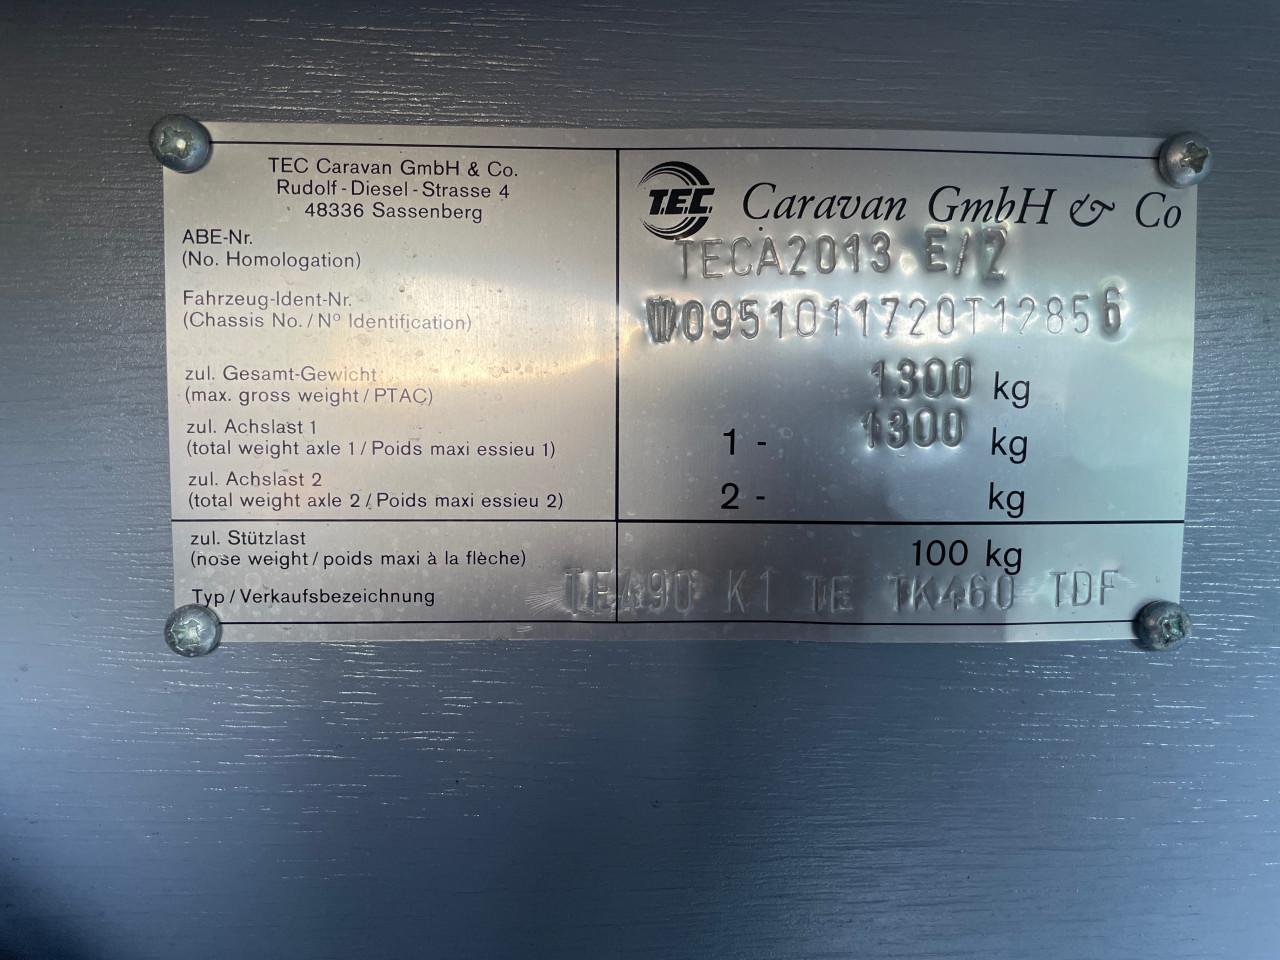 TEC Caravan GmbH & Co.
Rudolf-Diesel-Strasse 4
48336 Sassenberg
T.E.C. Caravan GmbH & Co
ABE-Nr.
(No. Homologation)
TECA2013 E/2
Fahrzeug-Ident-Nr.
(Chassis No./Nº Identification)
W0951011720T12856
zul. Gesamt-Gewicht
(max. gross weight/PTAC)
1300 kg
zul. Achslast 1
(total weight axle 1/Poids maxi essieu 1)
1- 1300 kg
zul. Achslast 2
(total weight axle 2/Poids maxi essieu 2)
2- kg
zul. Stützlast
(nose weight/poids maxi à la flèche)
100 kg
Typ/Verkaufsbezeichnung
K1 TE TK460 TDF